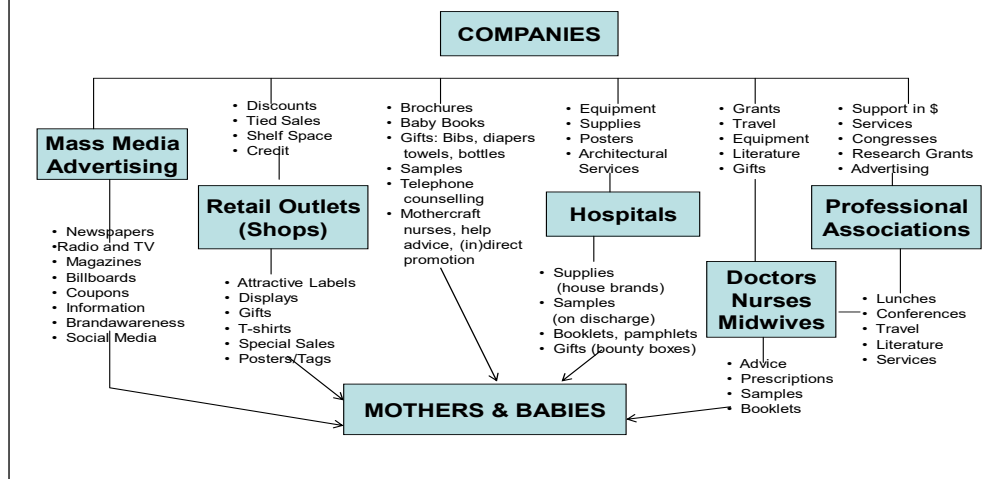 COMPANIES
Mass Media
Advertising
• Newspapers
•Radio and TV
• Magazines
• Billboards
• Coupons
• Information
• Brandawareness
• Social Media
• Discounts
• Tied Sales
• Shelf Space
• Credit
Retail Outlets
(Shops)
• Attractive Labels
• Displays
• Gifts
• T-shirts
• Special Sales
• Posters/Tags
• Brochures
• Baby Books
• Gifts: Bibs, diapers
towels, bottles
• Samples
• Telephone
counselling
• Mothercraft
nurses, help
advice, (in)direct
promotion
• Equipment
• Supplies
• Posters
• Architectural
Services
Hospitals
• Supplies
(house brands)
• Samples
(on discharge)
• Booklets, pamphlets
• Gifts (bounty boxes)
• Grants
• Travel
• Equipment
• Literature
• Gifts
Doctors
Nurses
Midwives
• Advice
• Prescriptions
• Samples
• Booklets
• Support in $
• Services
• Congresses
• Research Grants
• Advertising
Professional
Associations
• Lunches
• Conferences
• Travel
• Literature
• Services
MOTHERS & BABIES